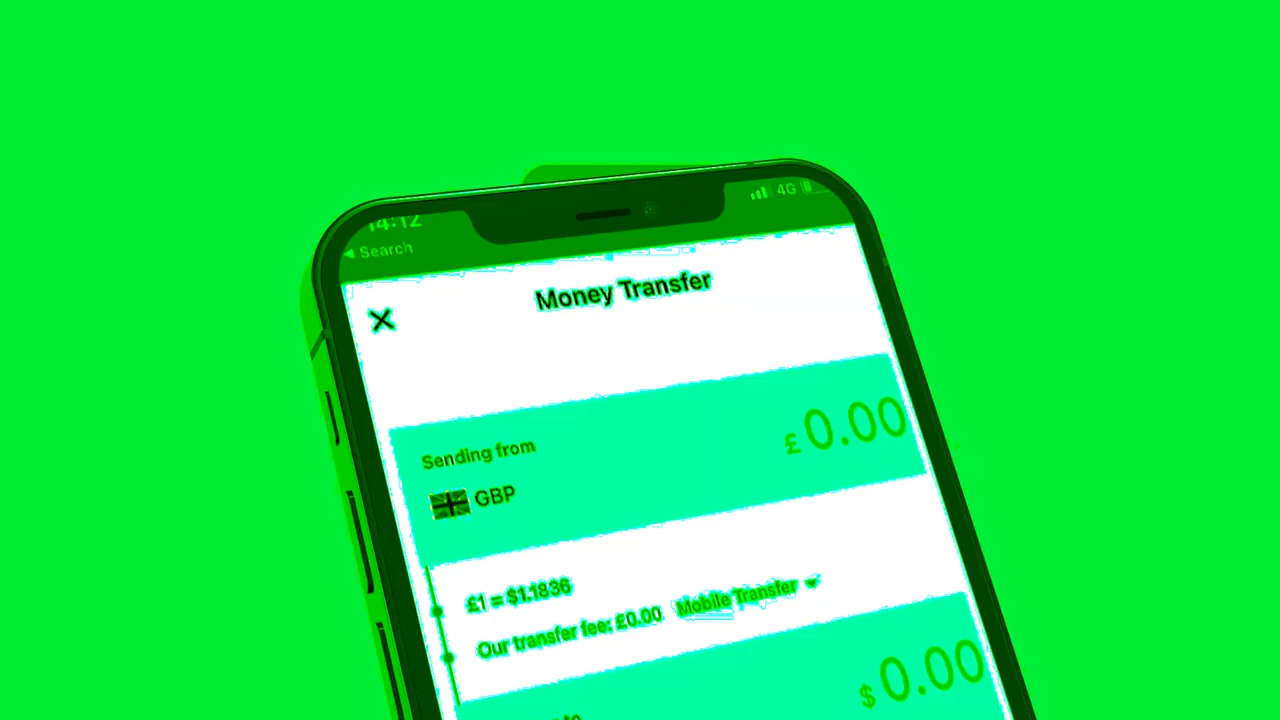 14:12
4G
Search
Money Transfer
£0.00
Sending from
GBP
£1 = $1.1836
Our transfer fee: £0.00 Mobile Transfer
$0.00